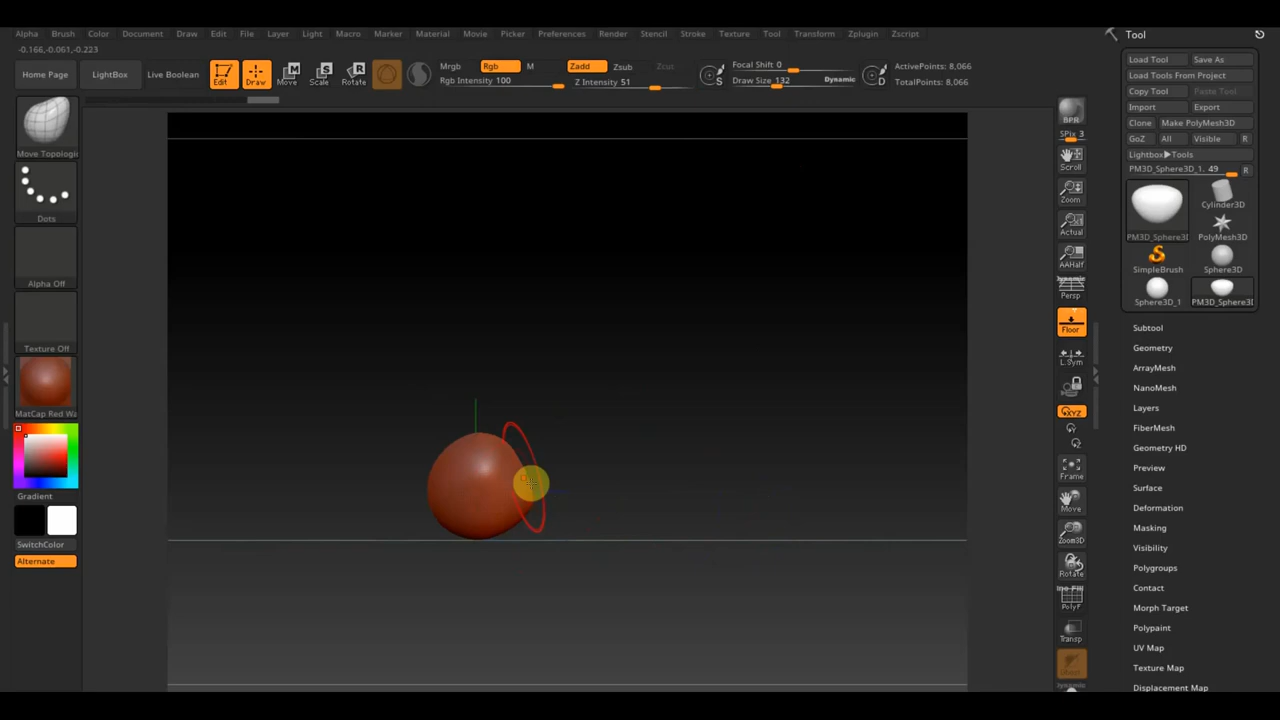 Alpha Brush Color Document Draw Edit File Layer Light Macro Marker Material Movie Picker Preferences Render Stencil Stroke Texture Tool Transform Zplugin Zscript
-0.166,-0.061,-0.223
Home Page LightBox Live Boolean Edit Draw Move Scale Rotate
Mrgb Rgb M Zadd Zsub Zcut
Rgb Intensity 100 Z Intensity 51
Focal Shift 0
Draw Size 132 Dynamic
ActivePoints: 8,066
TotalPoints: 8,066
S D
Move Topologic
Dots
Alpha Off
Texture Off
MatCap Red Wa
Gradient
SwitchColor
Alternate
BPR
SPix 3
Scroll
Zoom
Actual
AAHalf
Dynamic
Persp
Floor
L.Sym
XYZ
Y
Z
Frame
Move
Zoom3D
Rotate
PolyF
Transp
Dynamic
Tool
Load Tool Save As
Load Tools From Project
Copy Tool Paste Tool
Import Export
Clone Make PolyMesh3D
GoZ All Visible R
Lightbox▶Tools
PM3D_Sphere3D_1. 49 R
Cylinder3D
PM3D_Sphere3D PolyMesh3D
SimpleBrush Sphere3D
Sphere3D_1 PM3D_Sphere3D
Subtool
Geometry
ArrayMesh
NanoMesh
Layers
FiberMesh
Geometry HD
Preview
Surface
Deformation
Masking
Visibility
Polygroups
Contact
Morph Target
Polypaint
UV Map
Texture Map
Displacement Map